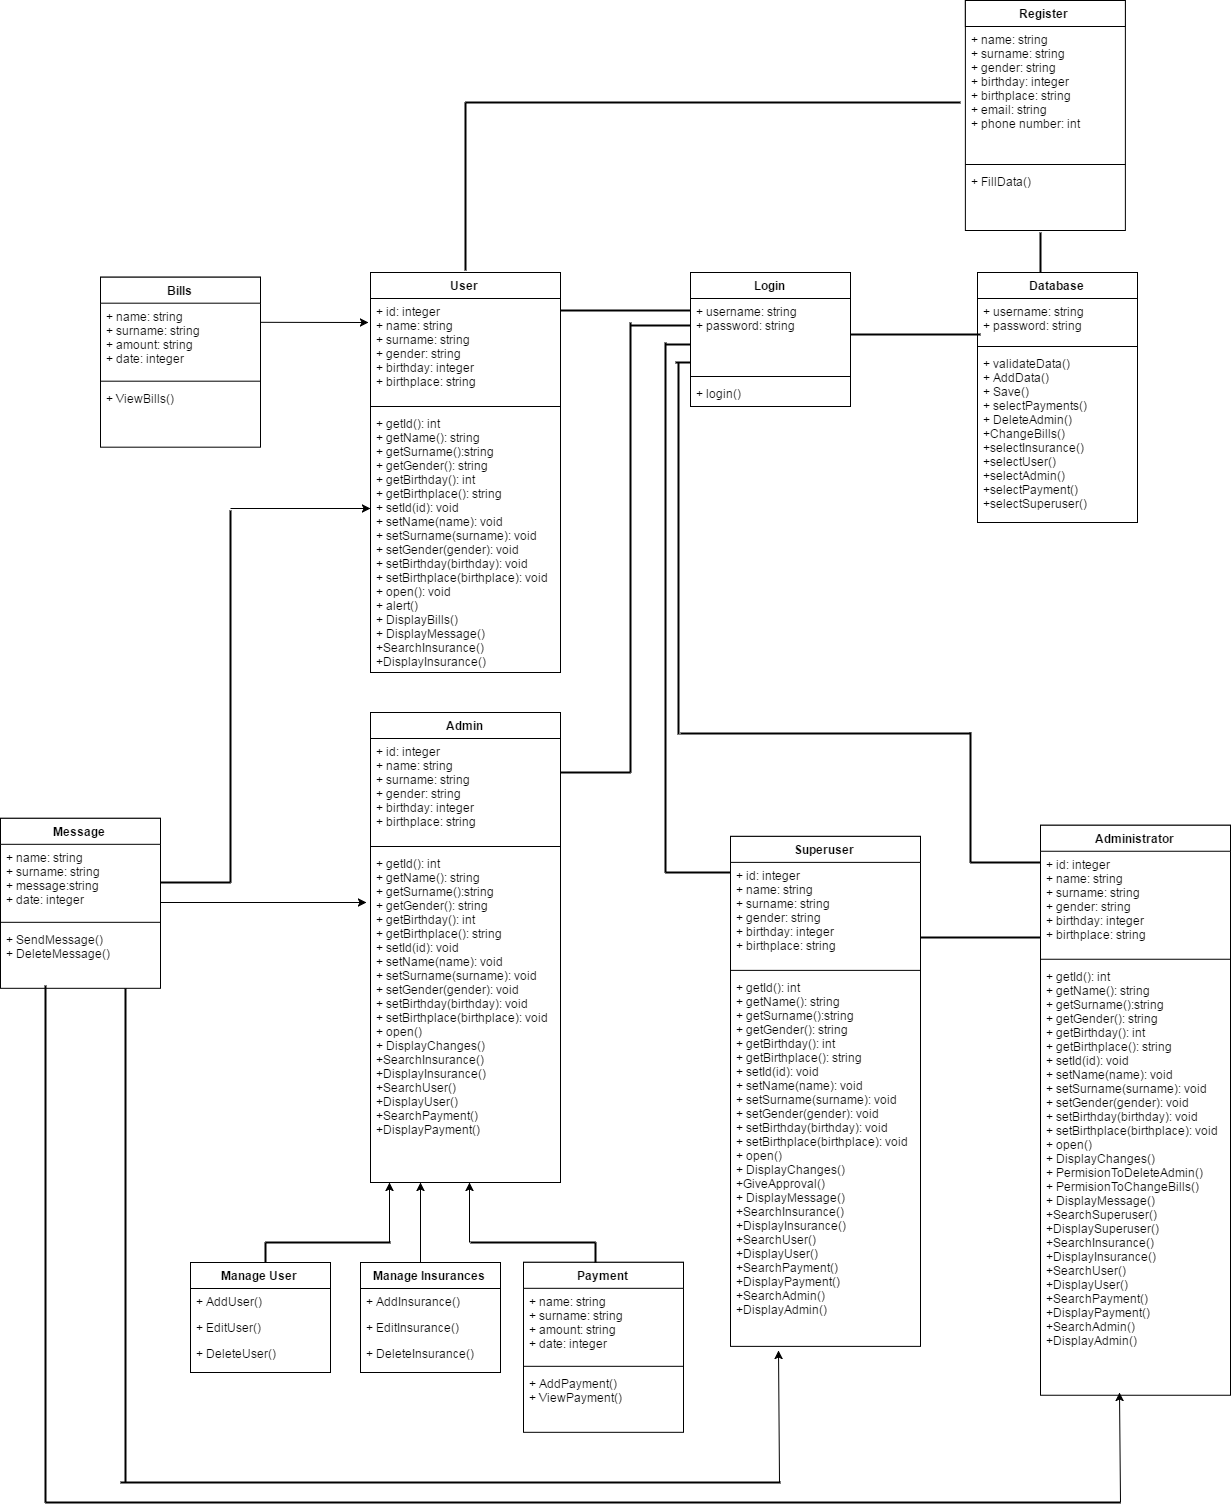 Register
+ name: string
+ surname: string
+ gender: string
+ birthday: integer
+ birthplace: string
+ email: string
+ phone number: int
+ FillData()
Bills
+ name: string
+ surname: string
+ amount: string
+ date: integer
+ ViewBills()
User
+ id: integer
+ name: string
+ surname: string
+ gender: string
+ birthday: integer
+ birthplace: string
+ getId(): int
+ getName(): string
+ getSurname():string
+ getGender(): string
+ getBirthday(): int
+ getBirthplace(): string
+ setId(id): void
+ setName(name): void
+ setSurname(surname): void
+ setGender(gender): void
+ setBirthday(birthday): void
+ setBirthplace(birthplace): void
+ open(): void
+ alert()
+ DisplayBills()
+ DisplayMessage()
+SearchInsurance()
+DisplayInsurance()
Login
+ username: string
+ password: string
+ login()
Database
+ username: string
+ password: string
+ validateData()
+ AddData()
+ Save()
+ selectPayments()
+ DeleteAdmin()
+ChangeBills()
+selectInsurance()
+selectUser()
+selectAdmin()
+selectPayment()
+selectSuperuser()
Admin
+ id: integer
+ name: string
+ surname: string
+ gender: string
+ birthday: integer
+ birthplace: string
+ getId(): int
+ getName(): string
+ getSurname():string
+ getGender(): string
+ getBirthday(): int
+ getBirthplace(): string
+ setId(id): void
+ setName(name): void
+ setSurname(surname): void
+ setGender(gender): void
+ setBirthday(birthday): void
+ setBirthplace(birthplace): void
+ open()
+ DisplayChanges()
+SearchInsurance()
+DisplayInsurance()
+SearchUser()
+DisplayUser()
+SearchPayment()
+DisplayPayment()
Message
+ name: string
+ surname: string
+ message:string
+ date: integer
+ SendMessage()
+ DeleteMessage()
Superuser
+ id: integer
+ name: string
+ surname: string
+ gender: string
+ birthday: integer
+ birthplace: string
+ getId(): int
+ getName(): string
+ getSurname():string
+ getGender(): string
+ getBirthday(): int
+ getBirthplace(): string
+ setId(id): void
+ setName(name): void
+ setSurname(surname): void
+ setGender(gender): void
+ setBirthday(birthday): void
+ setBirthplace(birthplace): void
+ open()
+ DisplayChanges()
+GiveApproval()
+ DisplayMessage()
+SearchInsurance()
+DisplayInsurance()
+SearchUser()
+DisplayUser()
+SearchPayment()
+DisplayPayment()
+SearchAdmin()
+DisplayAdmin()
Administrator
+ id: integer
+ name: string
+ surname: string
+ gender: string
+ birthday: integer
+ birthplace: string
+ getId(): int
+ getName(): string
+ getSurname():string
+ getGender(): string
+ getBirthday(): int
+ getBirthplace(): string
+ setId(id): void
+ setName(name): void
+ setSurname(surname): void
+ setGender(gender): void
+ setBirthday(birthday): void
+ setBirthplace(birthplace): void
+ open()
+ DisplayChanges()
+ PermisionToDeleteAdmin()
+ PermisionToChangeBills()
+ DisplayMessage()
+SearchSuperuser()
+DisplaySuperuser()
+SearchInsurance()
+DisplayInsurance()
+SearchUser()
+DisplayUser()
+SearchPayment()
+DisplayPayment()
+SearchAdmin()
+DisplayAdmin()
Manage User
+ AddUser()
+ EditUser()
+ DeleteUser()
Manage Insurances
+ AddInsurance()
+ EditInsurance()
+ DeleteInsurance()
Payment
+ name: string
+ surname: string
+ amount: string
+ date: integer
+ AddPayment()
+ ViewPayment()